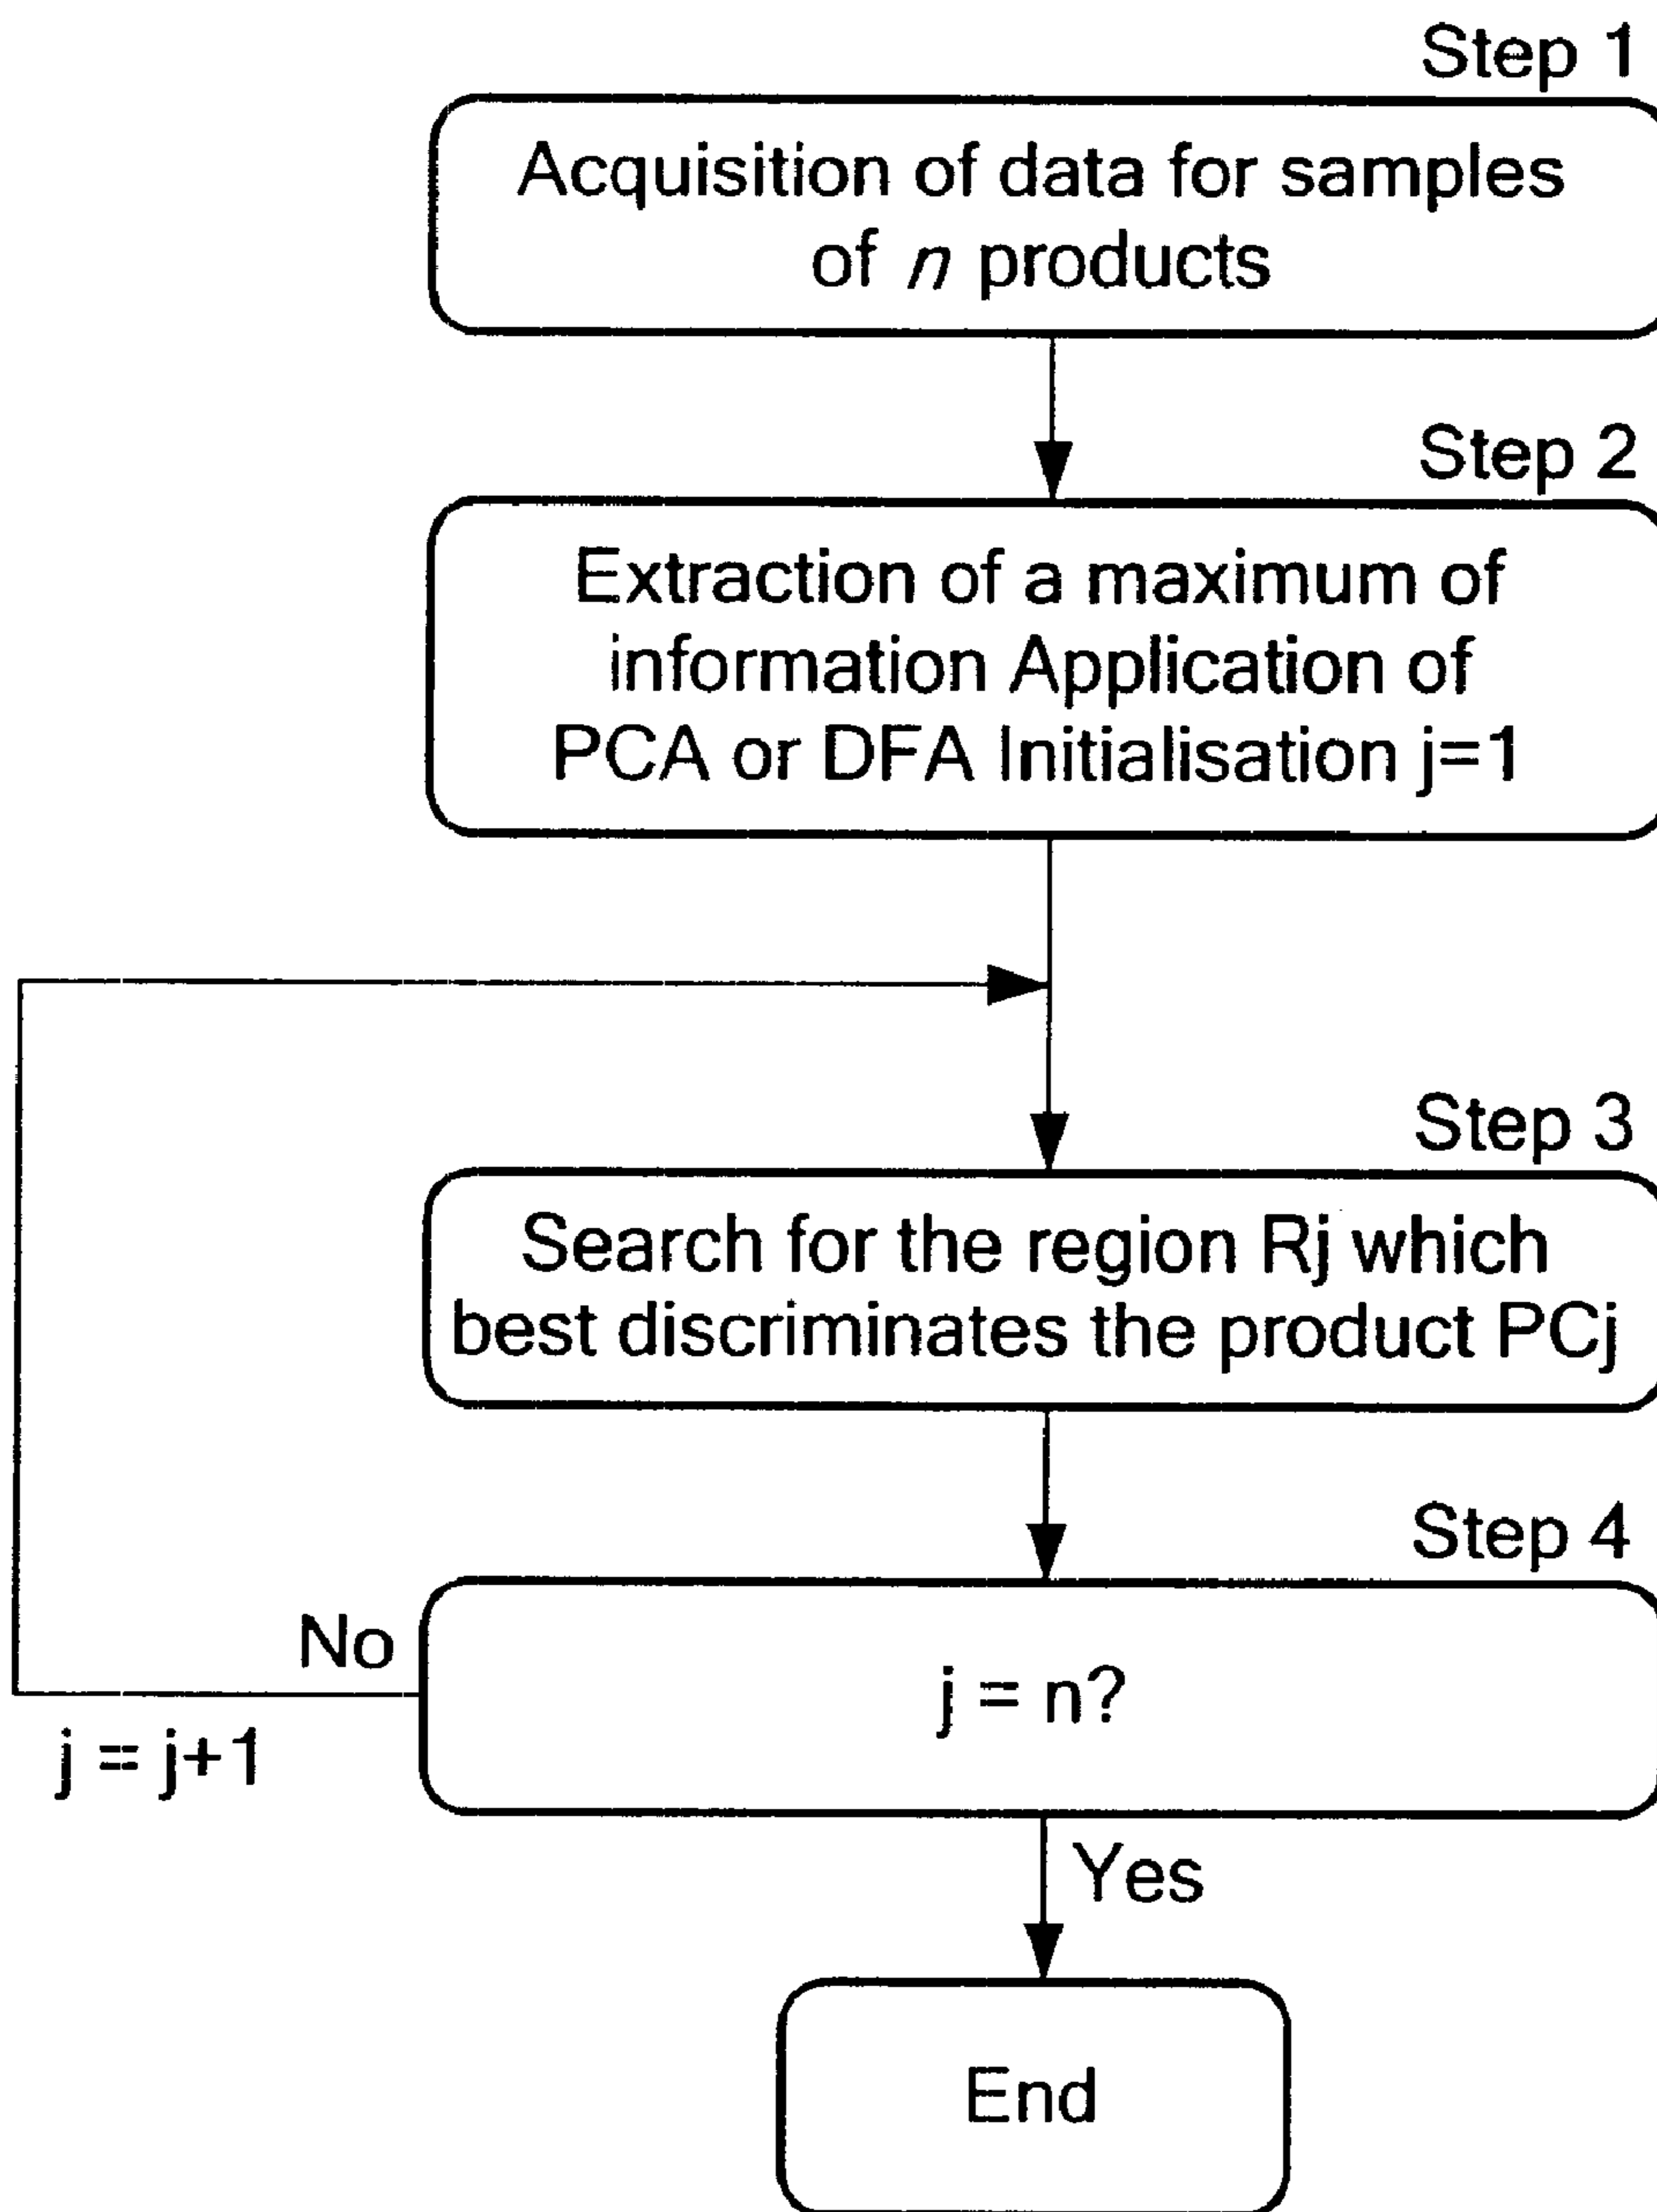 Step 1
Acquisition of data for samples
of n products
Step 2
Extraction of a maximum of
information Application of
PCA or DFA Initialisation j=1
Step 3
Search for the region Rj which
best discriminates the product PCj
Step 4
No
j = n?
j = j+1
Yes
End